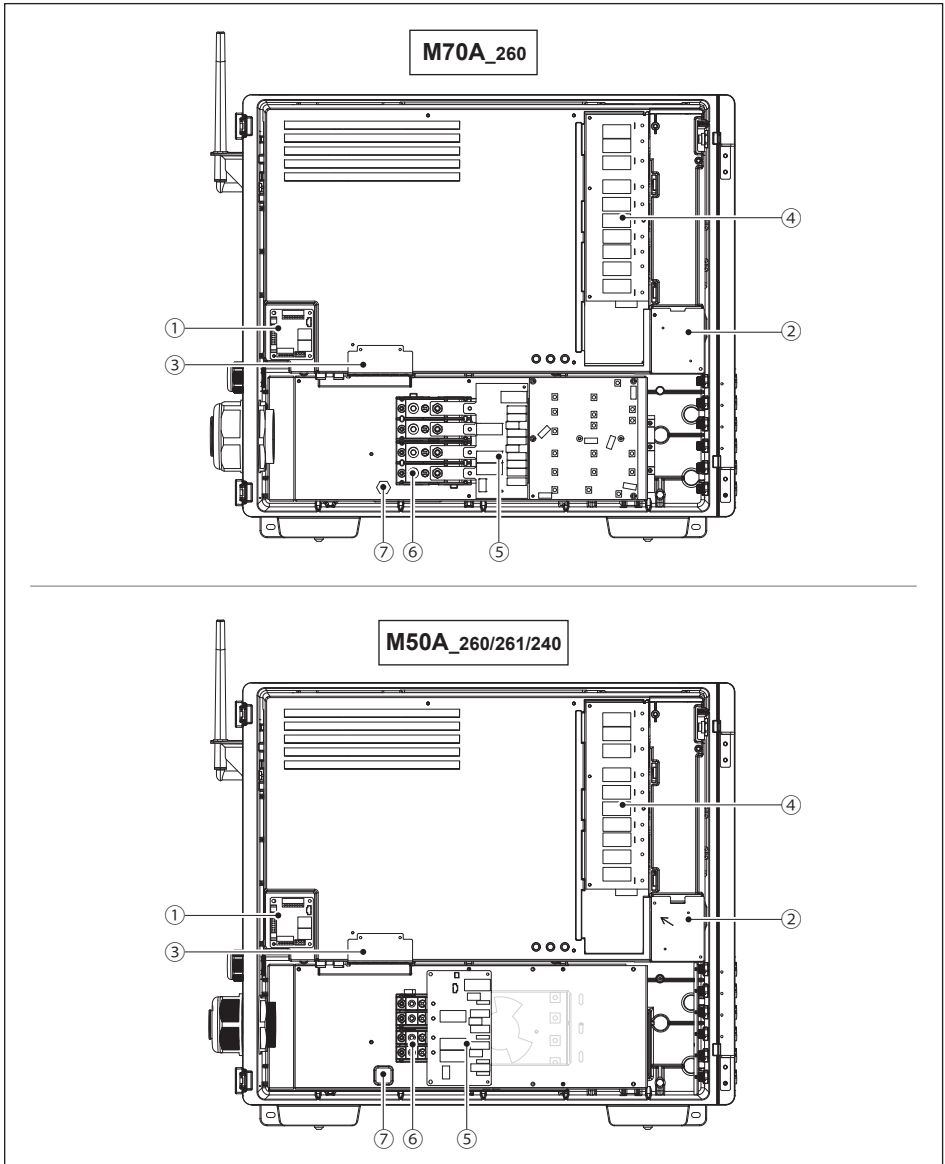 M70A_260
④
①
②
③
⑦ ⑥ ⑤
M50A_260/261/240
④
①
②
③
⑦ ⑥ ⑤